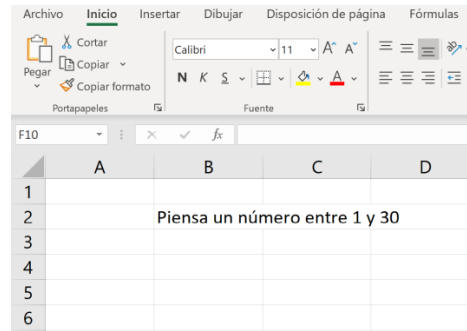 Archivo Inicio Insertar Dibujar Disposición de página Fórmulas
Pegar
Cortar
Copiar
Copiar formato
Portapapeles
Calibri 11 A A
N K S A
Fuente
F10 fx
A B C D
1
2 Piensa un número entre 1 y 30
3
4
5
6